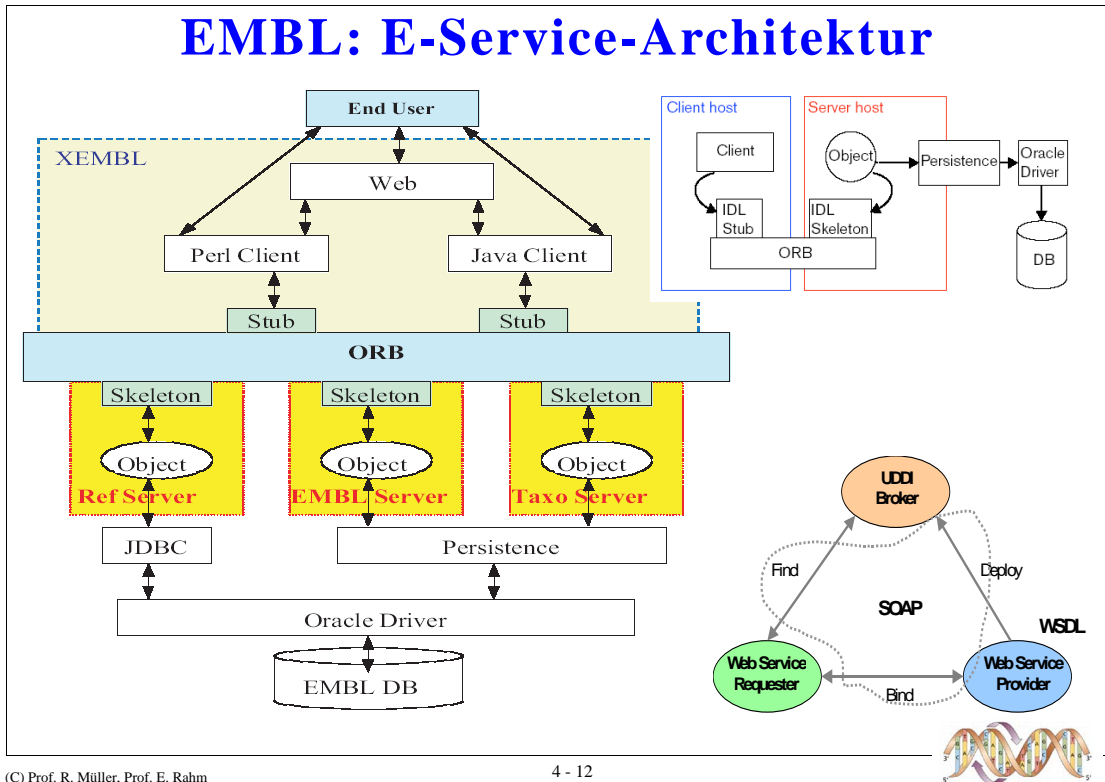 EMBL: E-Service-Architektur
End User
XEMBL
Web
Perl Client
Java Client
Stub
Stub
ORB
Skeleton
Skeleton
Skeleton
Object
Object
Object
Ref Server
EMBL Server
Taxo Server
JDBC
Persistence
Oracle Driver
EMBL DB
Client host
Server host
Client
Object
Persistence
Oracle
Driver
IDL
Stub
IDL
Skeleton
ORB
DB
UDDI
Broker
Find
Deploy
SOAP
WSDL
Web Service
Requester
Web Service
Provider
Bind
(C) Prof. R. Müller, Prof. E. Rahm
4 - 12